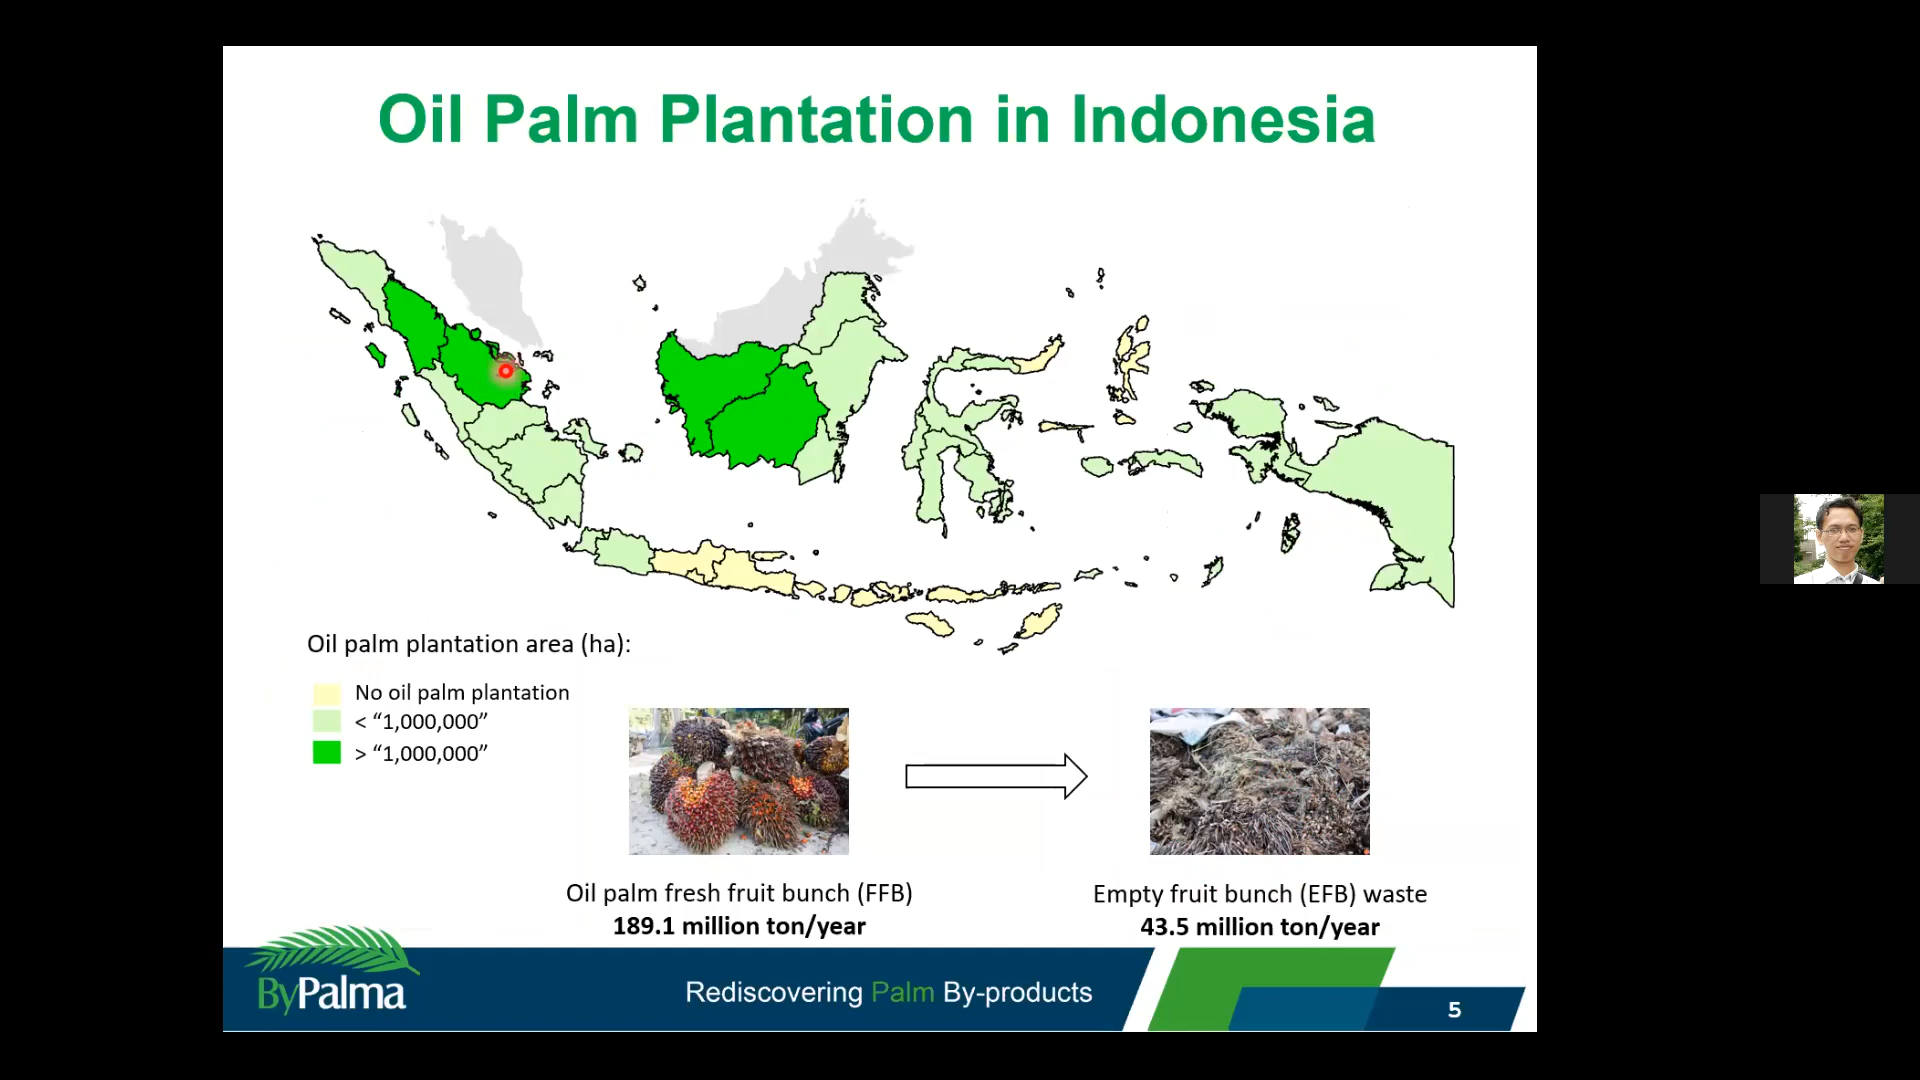 Oil Palm Plantation in Indonesia
Oil palm plantation area (ha):
No oil palm plantation
< “1,000,000”
> “1,000,000”
Oil palm fresh fruit bunch (FFB)
189.1 million ton/year
Empty fruit bunch (EFB) waste
43.5 million ton/year
ByPalma
Rediscovering Palm By-products
5